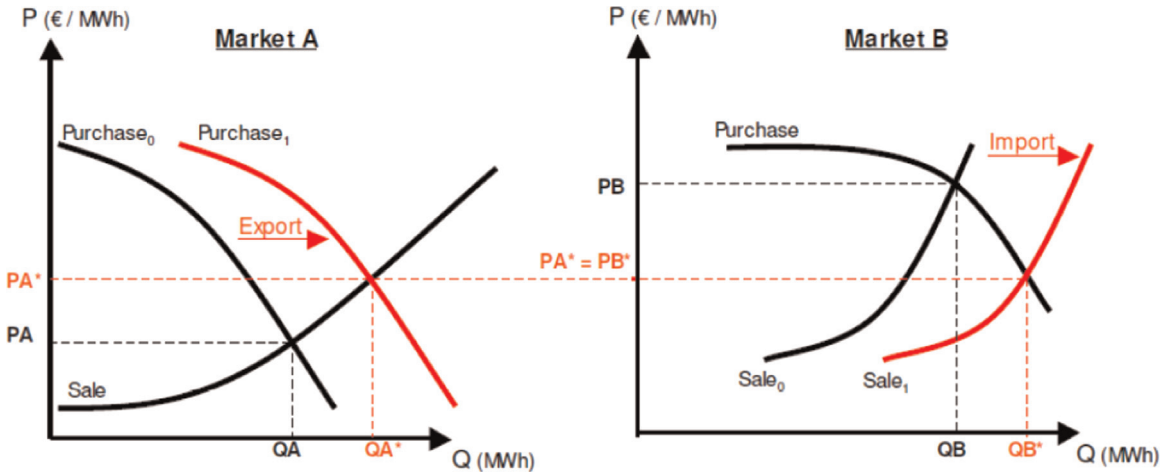 P (€ / MWh)
Market A
Purchase₀
Purchase₁
Export
PA*
PA
Sale
QA
QA*
Q (MWh)
P (€ / MWh)
Market B
Purchase
Import
PB
PA* = PB*
Sale₀
Sale₁
QB
QB*
Q (MWh)